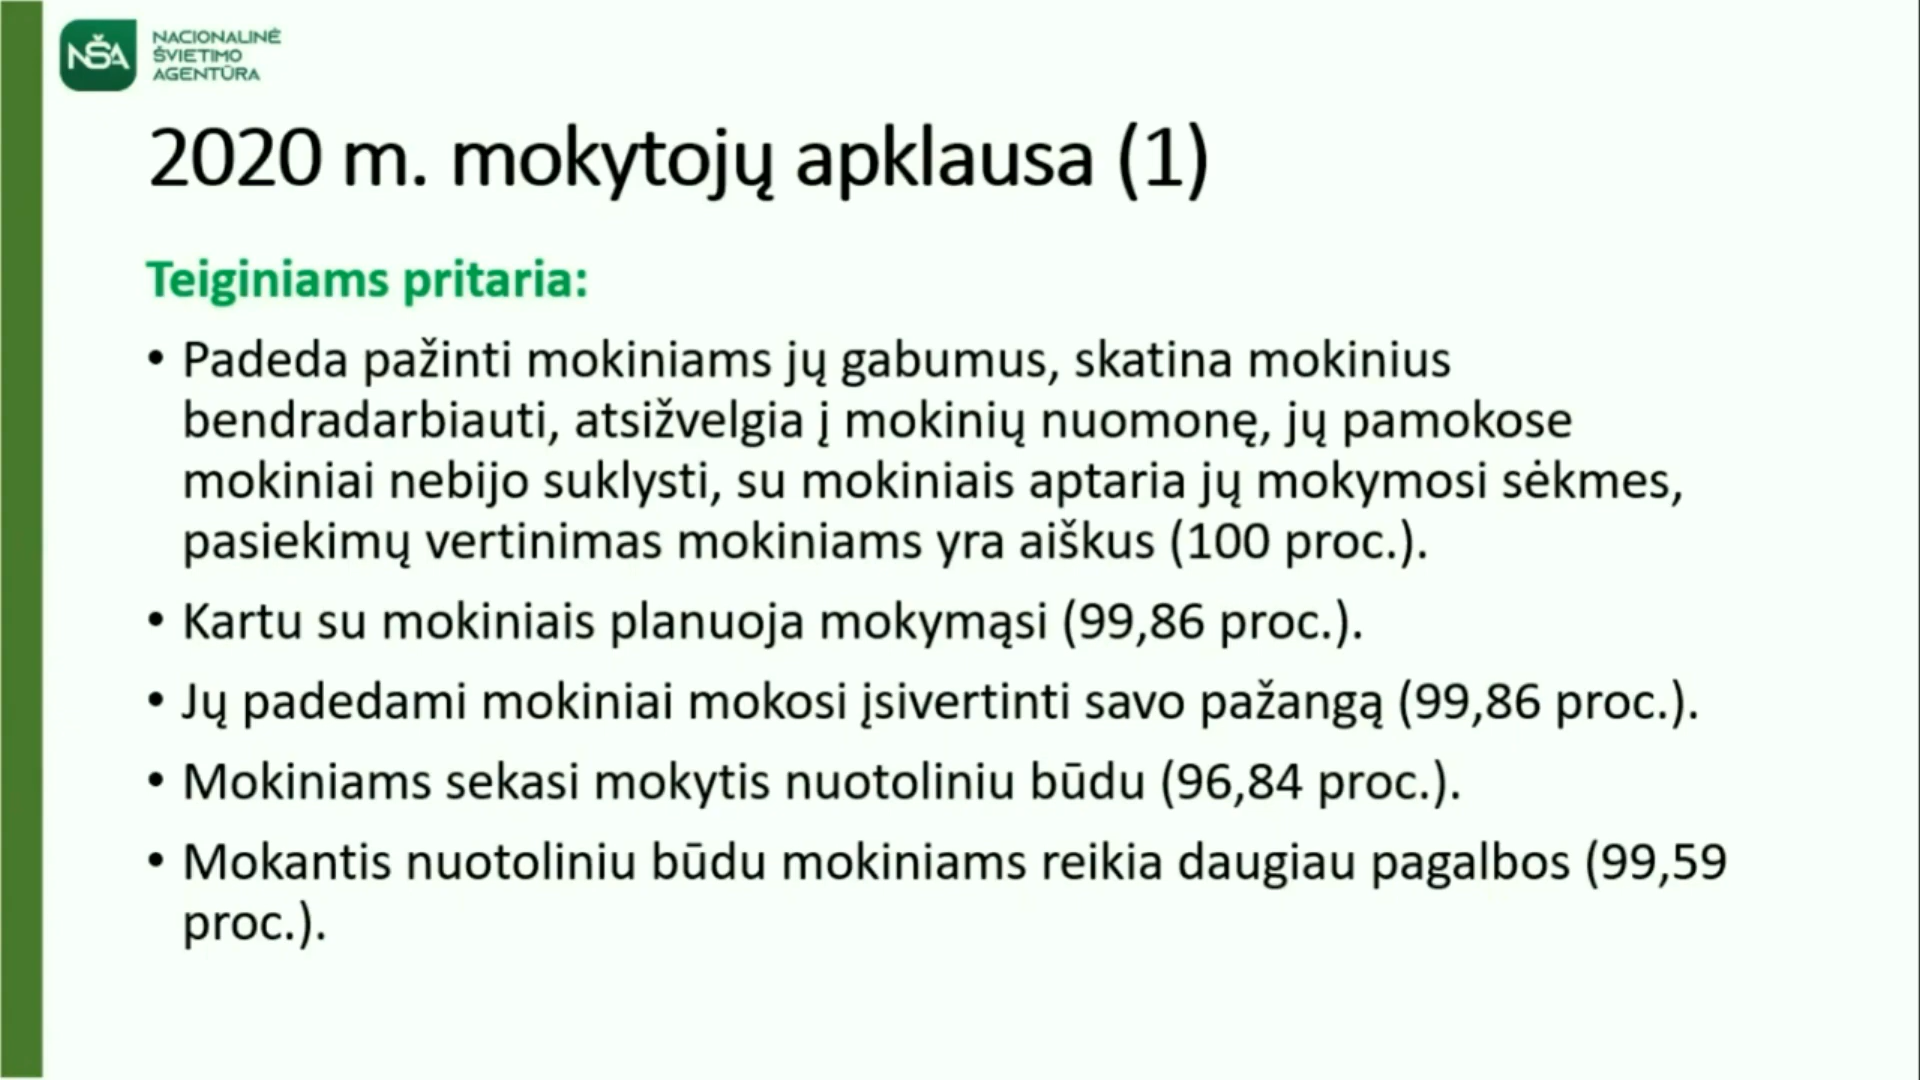 NŠA
NACIONALINĖ
ŠVIETIMO
AGENTŪRA
2020 m. mokytojų apklausa (1)
Teiginiams pritaria:
• Padeda pažinti mokiniams jų gabumus, skatina mokinius
bendradarbiauti, atsižvelgia į mokinių nuomonę, jų pamokose
mokiniai nebijo suklysti, su mokiniais aptaria jų mokymosi sėkmes,
pasiekimų vertinimas mokiniams yra aiškus (100 proc.).
• Kartu su mokiniais planuoja mokymąsi (99,86 proc.).
• Jų padedami mokiniai mokosi įsivertinti savo pažangą (99,86 proc.).
• Mokiniams sekasi mokytis nuotoliniu būdu (96,84 proc.).
• Mokantis nuotoliniu būdu mokiniams reikia daugiau pagalbos (99,59
proc.).